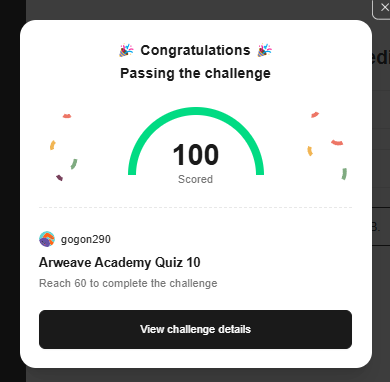 🎉 Congratulations 🎉
Passing the challenge
100
Scored
gogon290
Arweave Academy Quiz 10
Reach 60 to complete the challenge
View challenge details